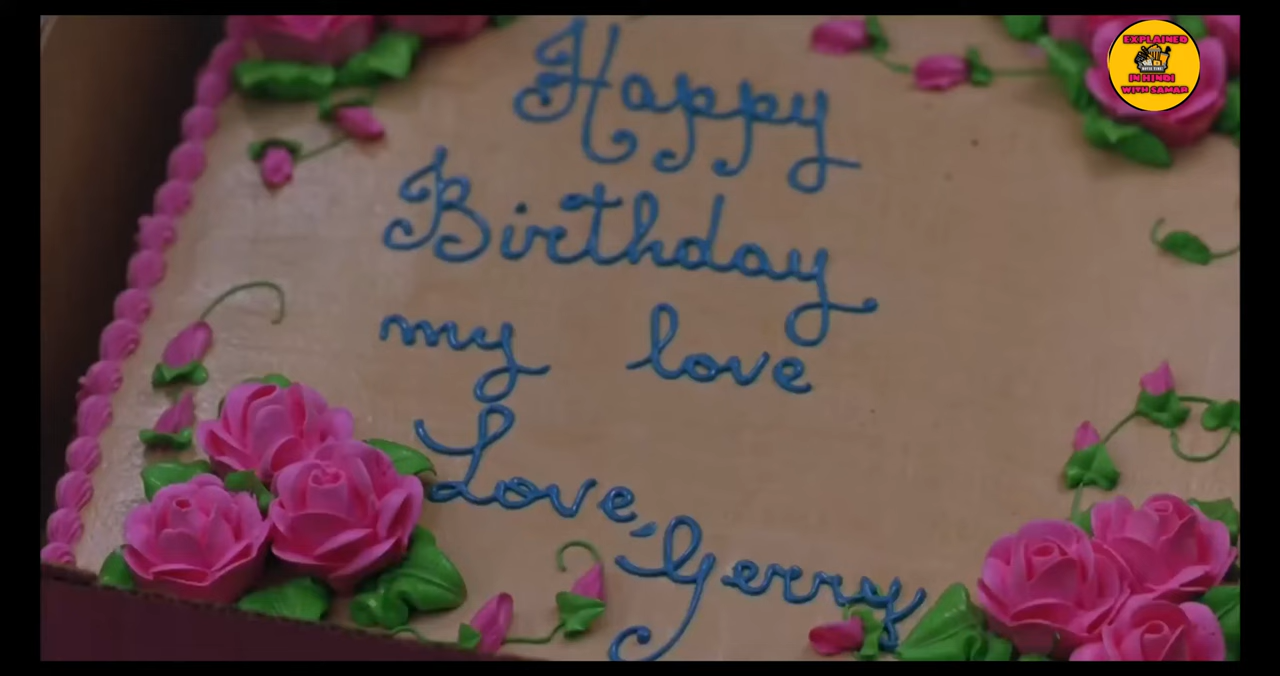 Happy
Birthday
my love
Love, Gerry
EXPLAINED
IN HINDI
WITH SAMAR